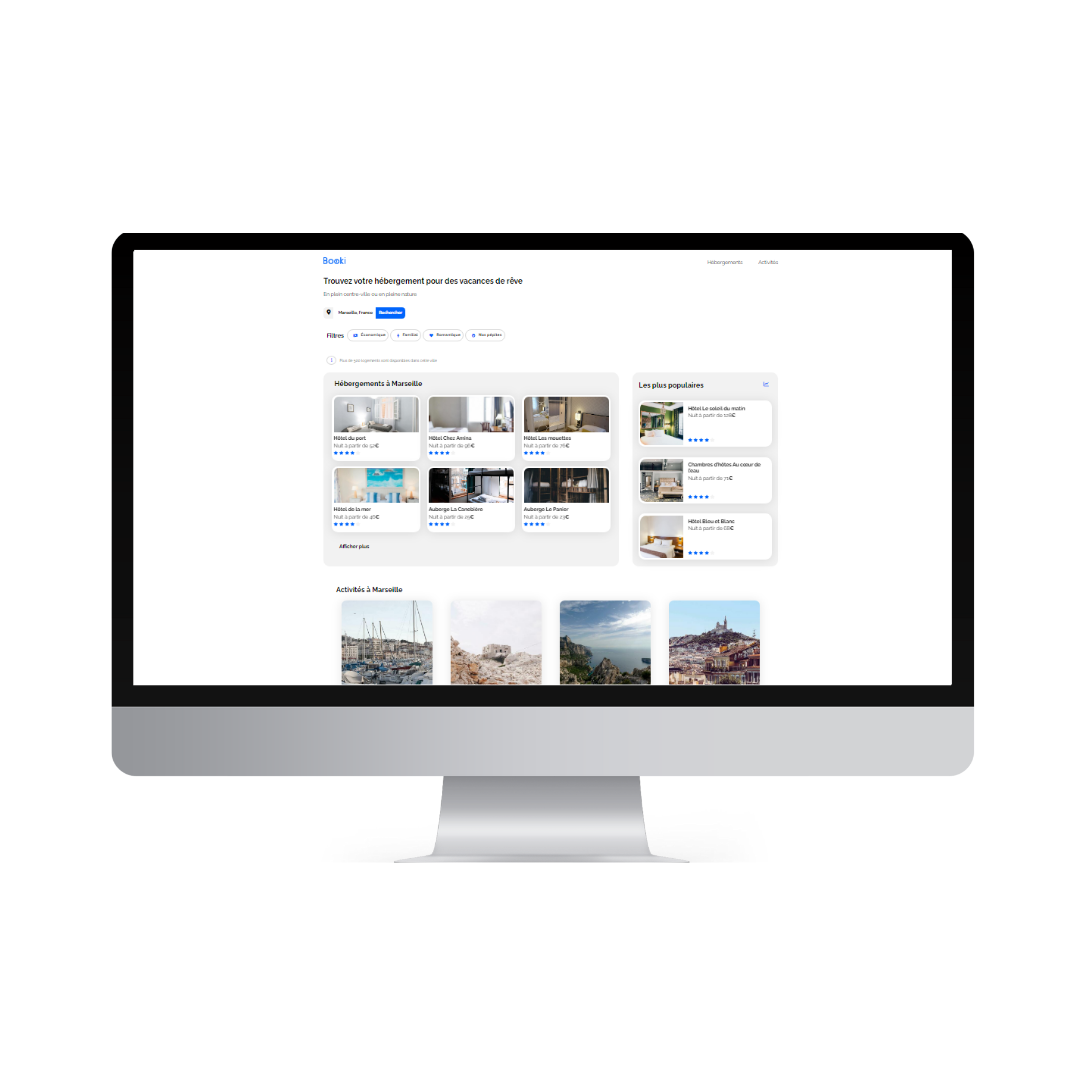 Booki
Hébergements
Activités
Trouvez votre hébergement pour des vacances de rêve
En plein centre-ville ou en pleine nature
Marseille, France
Rechercher
Filtres
Économique
Familial
Romantique
Nos pépites
Hébergements à Marseille
Hôtel du port
Nuit à partir de 52€
Hôtel Chez Amina
Nuit à partir de 96€
Hôtel Les mouettes
Nuit à partir de 76€
Hôtel de la mer
Nuit à partir de 46€
Auberge La Canebière
Nuit à partir de 25€
Auberge Le Panier
Nuit à partir de 23€
Afficher plus
Les plus populaires
Hôtel Le soleil du matin
Nuit à partir de 128€
Chambres d'hôtes Au cœur de
l'eau
Nuit à partir de 71€
Hôtel Bleu et Blanc
Nuit à partir de 68€
Activités à Marseille